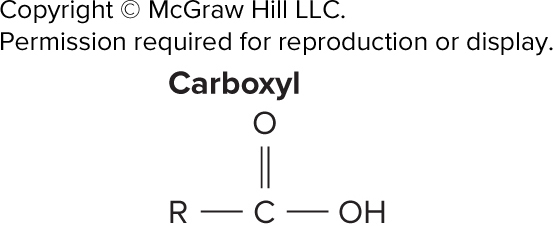 Copyright © McGraw Hill LLC.
Permission required for reproduction or display.
Carboxyl
O
R C OH